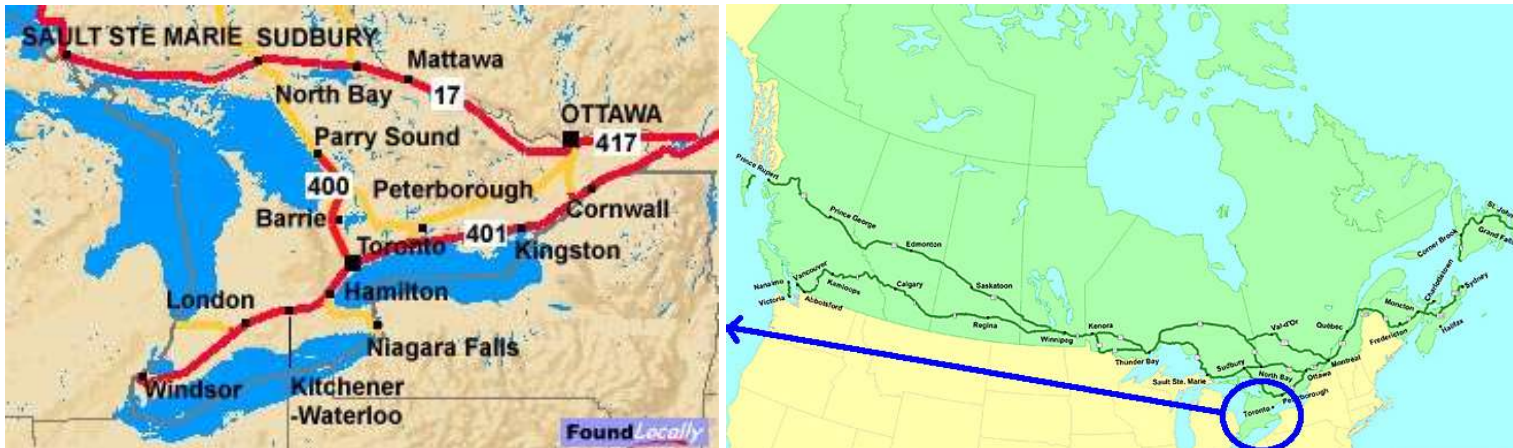 SAULT STE MARIE
SUDBURY
Mattawa
North Bay
17
OTTAWA
417
Parry Sound
400
Peterborough
Barrie
Cornwall
401
Toronto
Kingston
London
Hamilton
Niagara Falls
Windsor
Kitchener
-Waterloo
FoundLocally
Prince Rupert
Prince George
Edmonton
Nanaimo
Vancouver
Victoria
Kamloops
Abbotsford
Calgary
Saskatoon
Regina
Winnipeg
Kenora
Thunder Bay
Val-d'Or
Québec
Sudbury
North Bay
Sault Ste. Marie
Ottawa
Montréal
Peterborough
Toronto
Fredericton
Moncton
Charlottetown
Halifax
Sydney
Corner Brook
Grand Falls
St. John